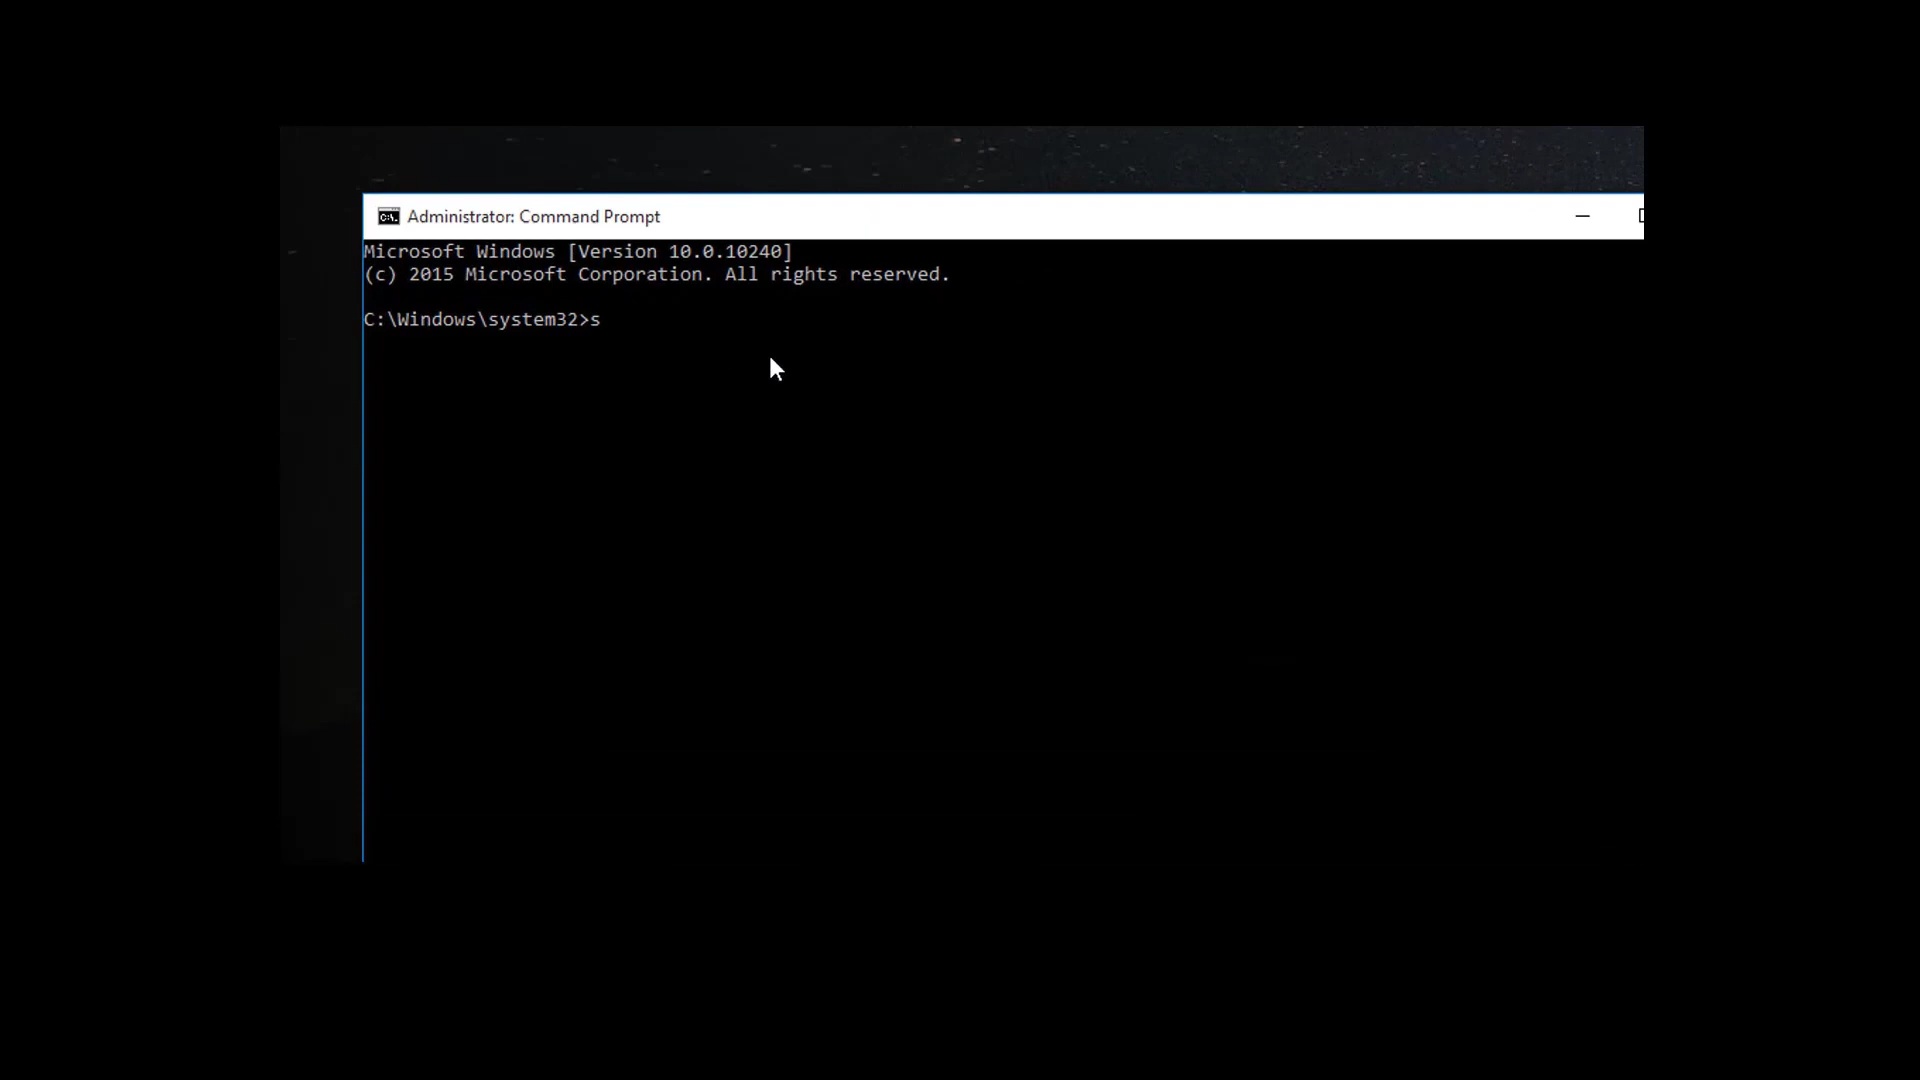 Administrator: Command Prompt
Microsoft Windows [Version 10.0.10240]
(c) 2015 Microsoft Corporation. All rights reserved.
C:\Windows\system32>s